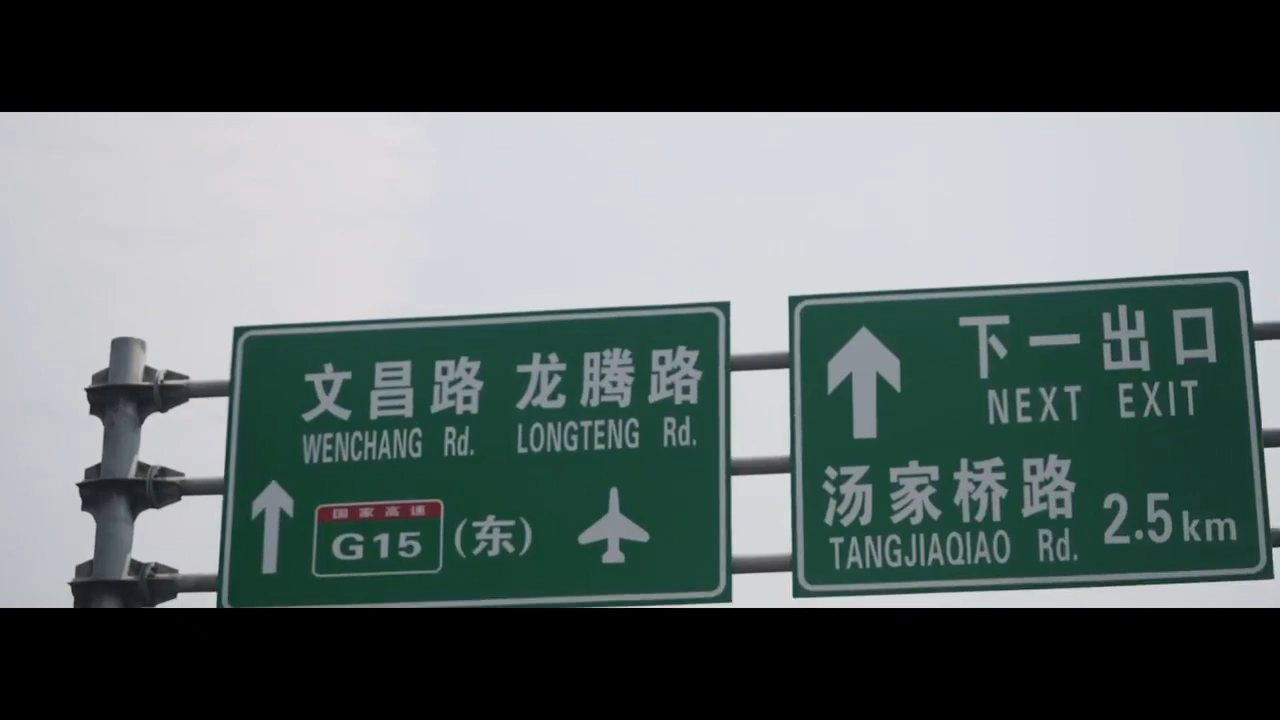 文昌路 龙腾路
WENCHANG Rd. LONGTENG Rd.
国家高速
G15 (东)
下一出口
NEXT EXIT
汤家桥路 2.5km
TANGJIAQIAO Rd.